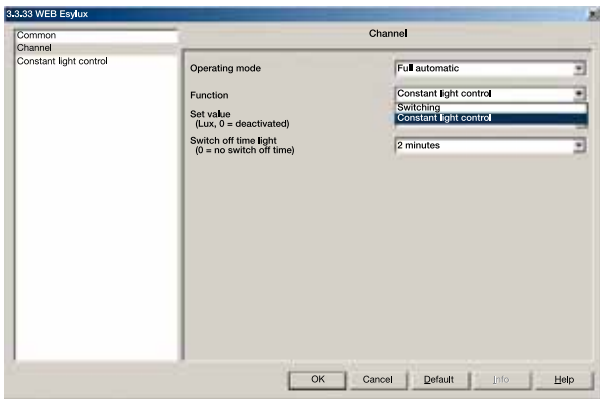 3.3.33 WEB Esylux
Common
Channel
Constant light control
Channel
Operating mode
Full automatic
Function
Constant light control
Switching
Constant light control
Set value
(Lux, 0 = deactivated)
Switch off time light
(0 = no switch off time)
2 minutes
OK
Cancel
Default
Info
Help